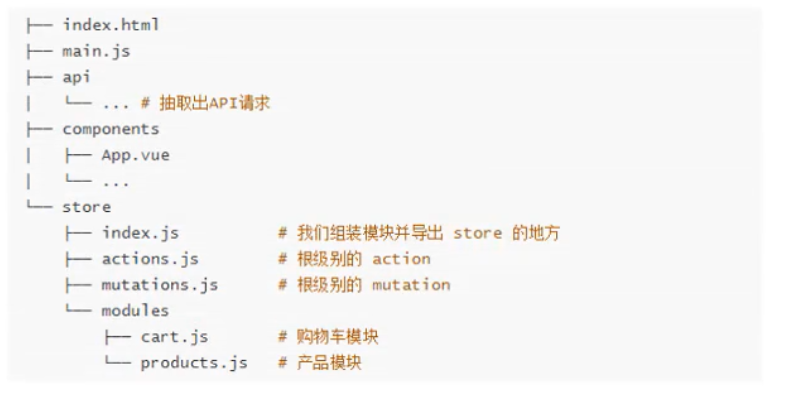 ├── index.html
├── main.js
├── api
│   └── ... # 抽取出API请求
├── components
│   ├── App.vue
│   └── ...
└── store
    ├── index.js          # 我们组装模块并导出 store 的地方
    ├── actions.js        # 根级别的 action
    ├── mutations.js      # 根级别的 mutation
    └── modules
        ├── cart.js       # 购物车模块
        └── products.js   # 产品模块